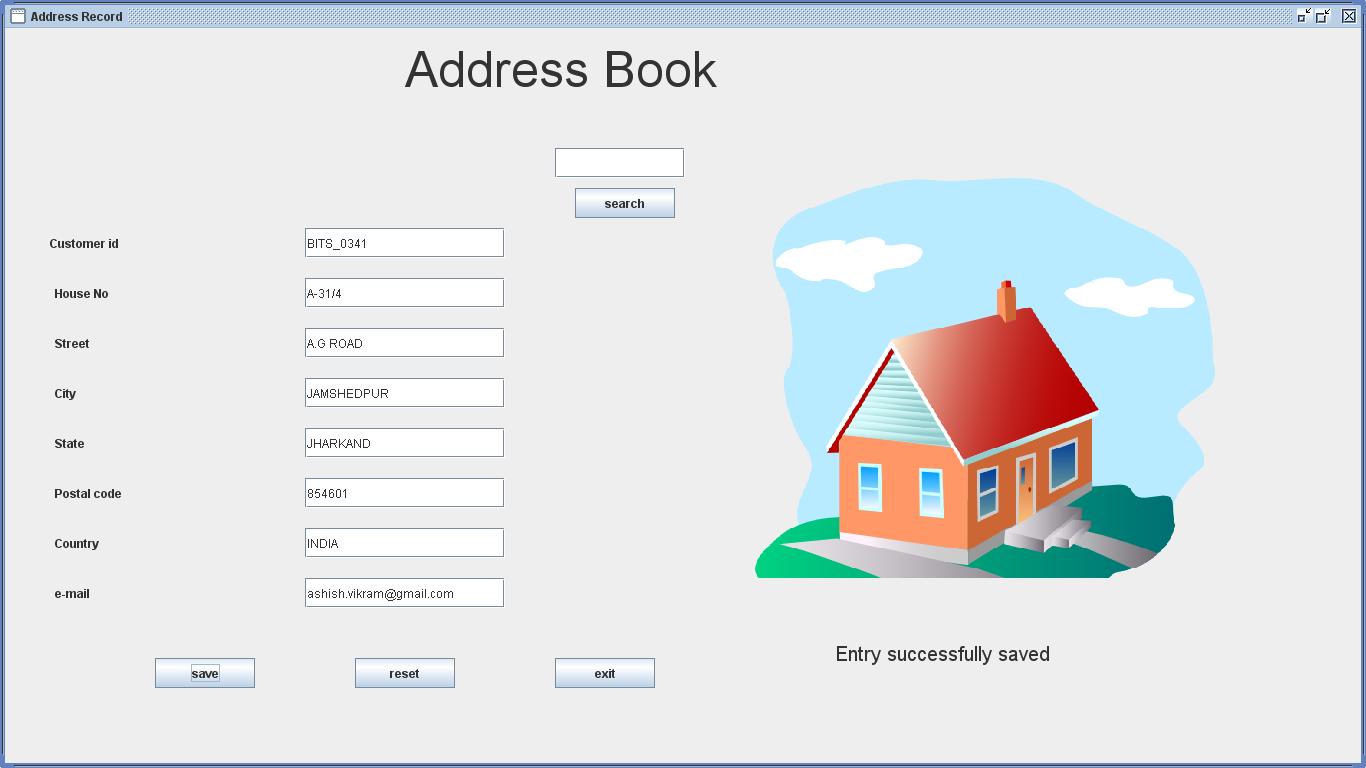 Address Record
Address Book
search
Customer id BITS_0341
House No A-31/4
Street A.G ROAD
City JAMSHEDPUR
State JHARKAND
Postal code 854601
Country INDIA
e-mail ashish.vikram@gmail.com
Entry successfully saved
save reset exit